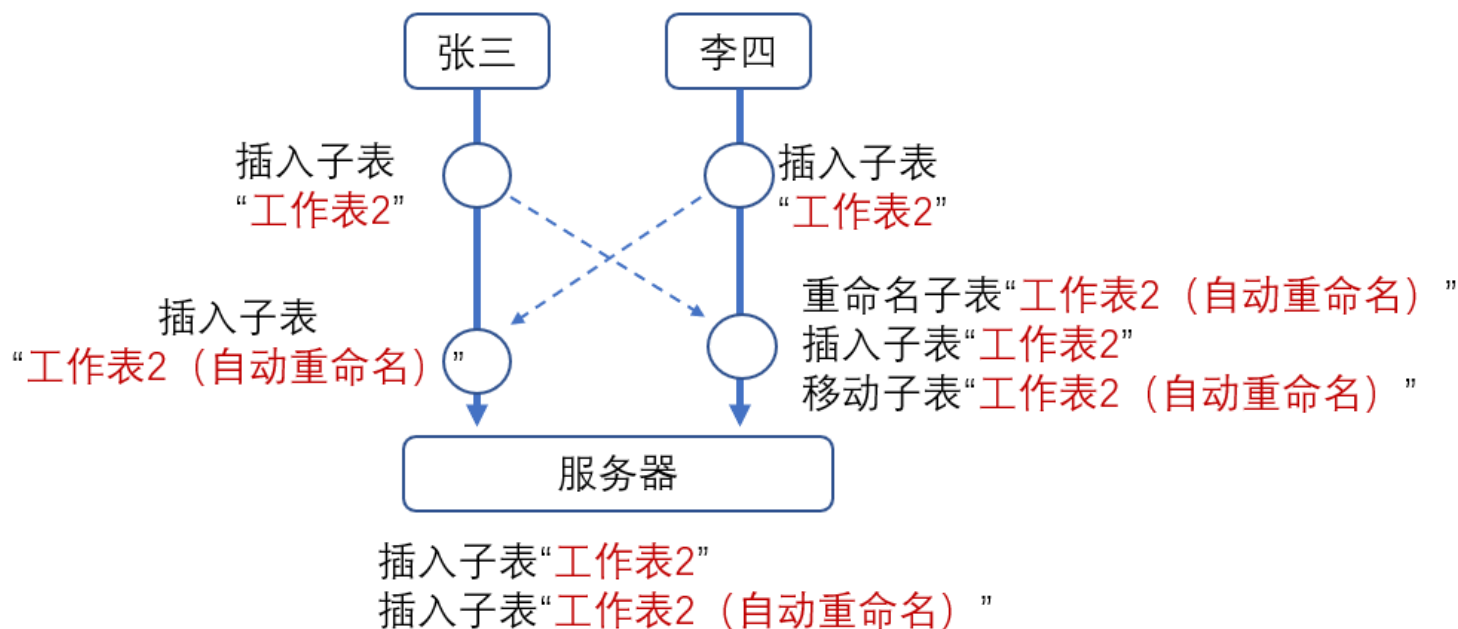 张三
李四
插入子表
“工作表2”
插入子表
“工作表2”
插入子表
“工作表2（自动重命名）”
重命名子表“工作表2（自动重命名）”
插入子表“工作表2”
移动子表“工作表2（自动重命名）”
服务器
插入子表“工作表2”
插入子表“工作表2（自动重命名）”